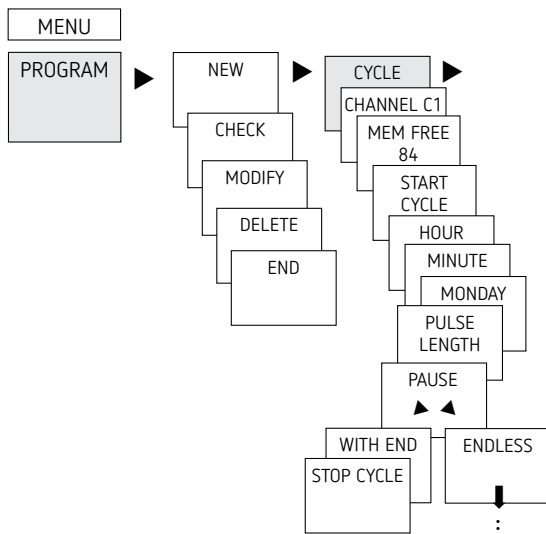 MENU
PROGRAM
NEW
CHECK
MODIFY
DELETE
END
CYCLE
CHANNEL C1
MEM FREE
84
START
CYCLE
HOUR
MINUTE
MONDAY
PULSE
LENGTH
PAUSE
WITH END
STOP CYCLE
ENDLESS
: